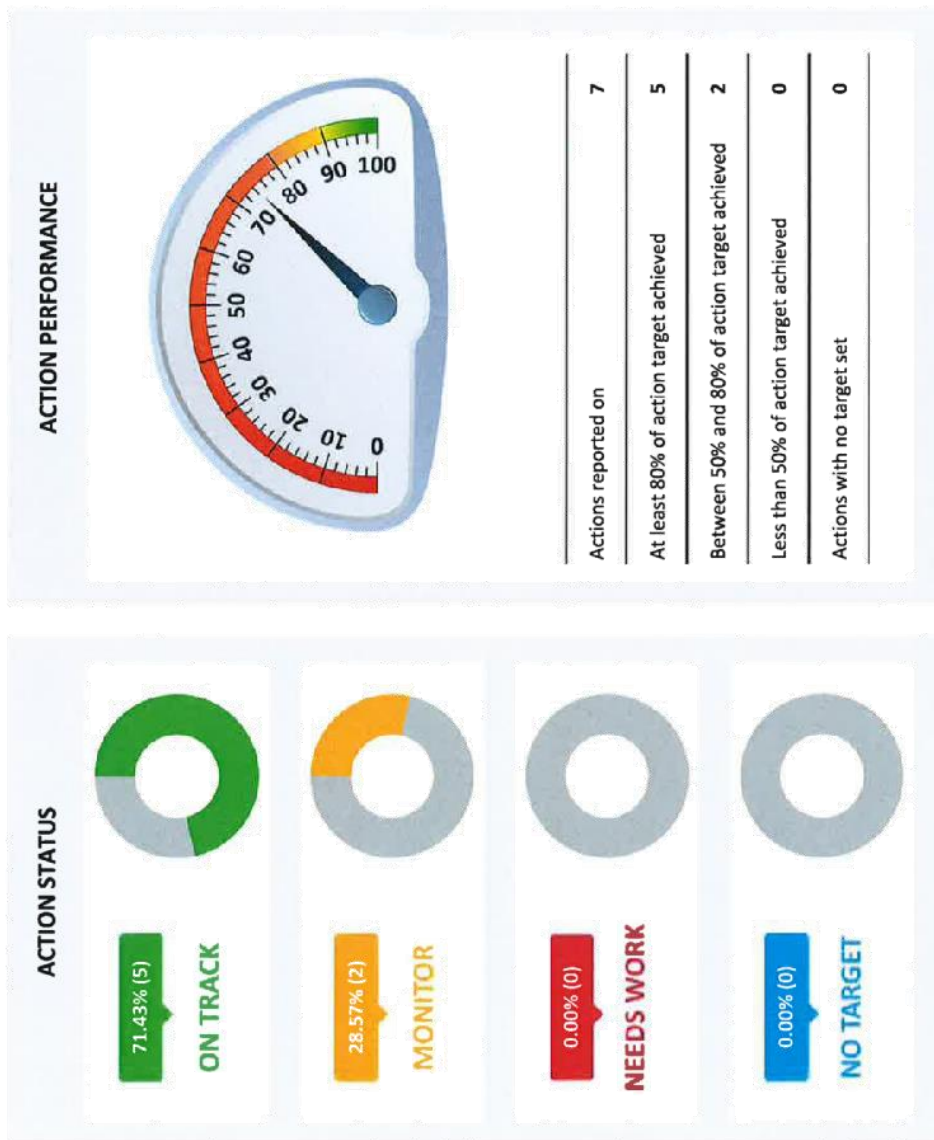 ACTION STATUS
71.43% (5)
ON TRACK
28.57% (2)
MONITOR
0.00% (0)
NEEDS WORK
0.00% (0)
NO TARGET
ACTION PERFORMANCE
0
10
20
30
40
50
60
70
80
90
100
Actions reported on 7
At least 80% of action target achieved 5
Between 50% and 80% of action target achieved 2
Less than 50% of action target achieved 0
Actions with no target set 0